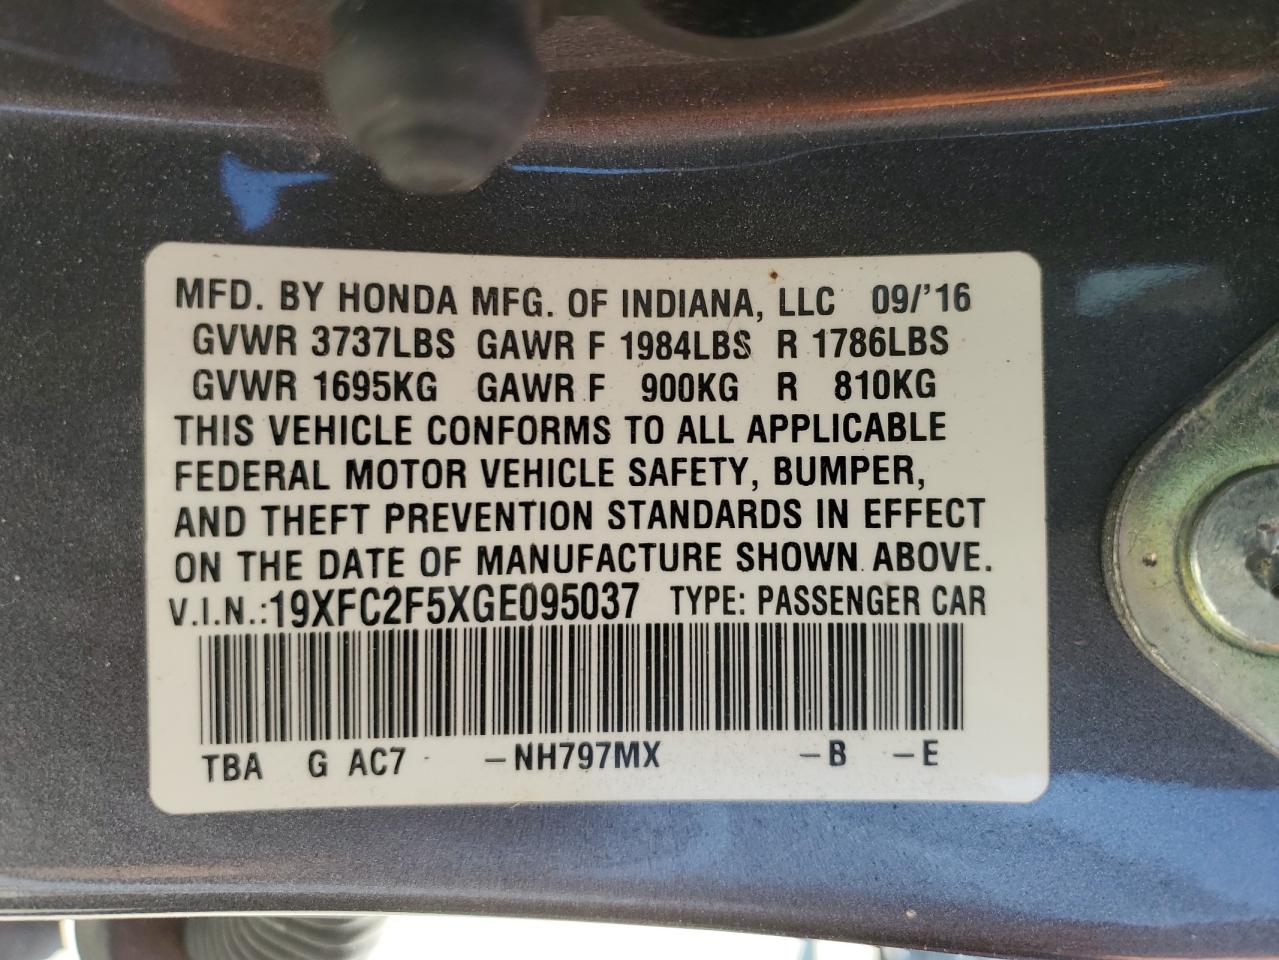 MFD. BY HONDA MFG. OF INDIANA, LLC 09/'16
GVWR 3737LBS GAWR F 1984LBS R 1786LBS
GVWR 1695KG GAWR F 900KG R 810KG
THIS VEHICLE CONFORMS TO ALL APPLICABLE
FEDERAL MOTOR VEHICLE SAFETY, BUMPER,
AND THEFT PREVENTION STANDARDS IN EFFECT
ON THE DATE OF MANUFACTURE SHOWN ABOVE.
V.I.N.:19XFC2F5XGE095037 TYPE: PASSENGER CAR
TBA G AC7 –NH797MX –B –E